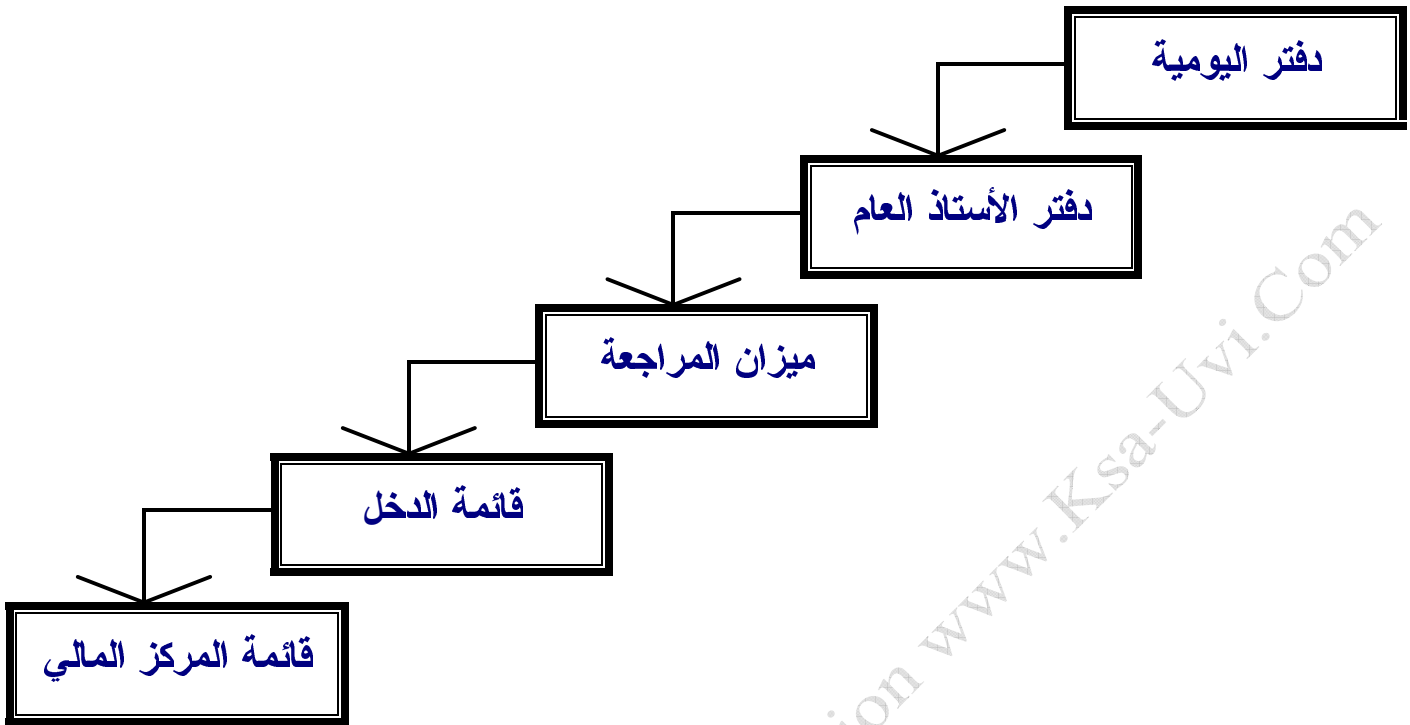 دفتر اليومية
دفتر الأستاذ العام
ميزان المراجعة
قائمة الدخل
قائمة المركز المالي
www.Ksa-Uvi.Com